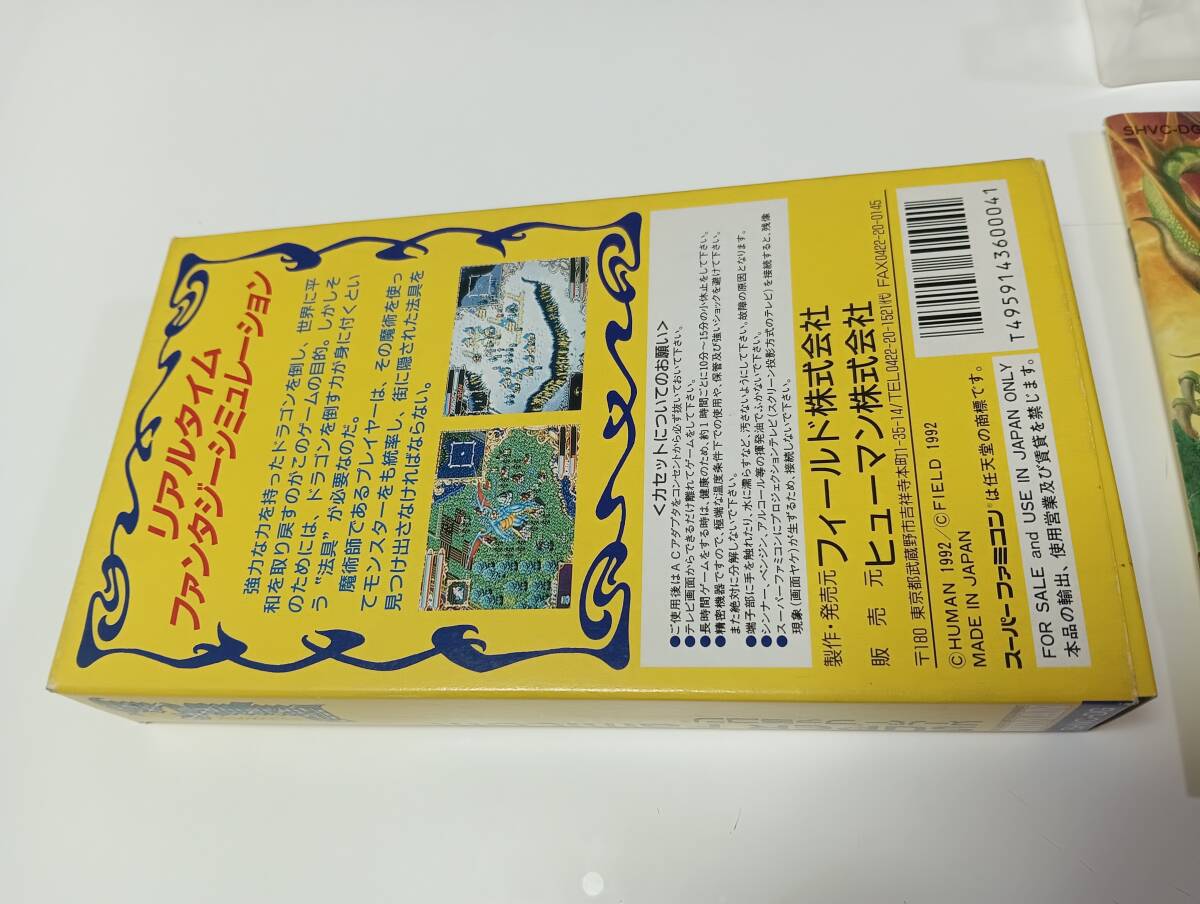 リアルタイム
ファンタジーシミュレーション
強力な力を持ったドラゴンを倒し、世界に平
和を取り戻すのがこのゲームの目的。しかしそ
のためには、ドラゴンを倒す力が身に付くとい
う“法具”が必要なのだ。
魔術師であるプレイヤーは、その魔術を使っ
てモンスターをも統率し、街に隠された法具を
見つけ出さなければならない。
<カセットについてのお願い>
●ご使用後はACアダプタをコンセントから必ず抜いておいて下さい。
●テレビ画面からできるだけ離れてゲームをして下さい。
●長時間ゲームをする時は、健康のため、約1時間ごとに10分〜15分の小休止をして下さい。
●精密機器ですので、極端な温度条件下での使用や、保管及び強いショックを避けて下さい。
また絶対に分解しないで下さい。
●端子部に手を触れたり、水に濡らすなど、汚さないようにして下さい。故障の原因となります。
●シンナー、ベンジン、アルコール等の揮発油でふかないで下さい。
●スーパーファミコンにプロジェクションテレビ(スクリーン投影方式のテレビ)を接続すると、残像
現象(画面ヤケ)が生ずるため、接続しないで下さい。
製作・発売元 フィールド株式会社
販売元 ヒューマン株式会社
〒180 東京都武蔵野市吉祥寺本町1-35-14/TEL0422-20-1521代 FAX0422-20-0145
©HUMAN 1992/©FIELD 1992
MADE IN JAPAN
スーパーファミコン®は任天堂の商標です。
FOR SALE and USE IN JAPAN ONLY
本品の輸出、使用営業及び賃貸を禁じます。
T4959143600041
SHVC-DG